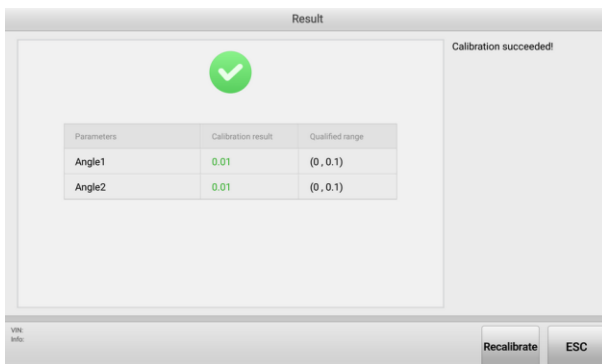 Result
Calibration succeeded!
Parameters Calibration result Qualified range
Angle1 0.01 (0 , 0.1)
Angle2 0.01 (0 , 0.1)
VIN:
Info:
Recalibrate ESC